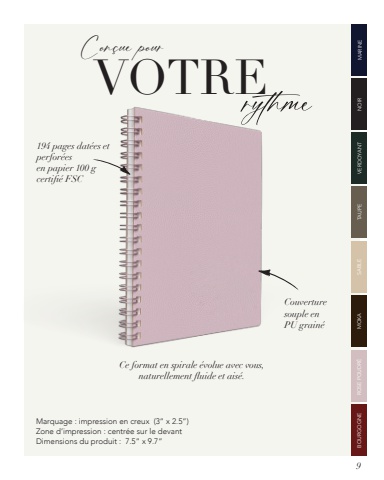 Conçue pour
VOTRE
rythme
194 pages datées et
perforées
en papier 100 g
certifié FSC
Couverture
souple en
PU grainé
Ce format en spirale évolue avec vous,
naturellement fluide et aisé.
Marquage : impression en creux (3" x 2.5")
Zone d'impression : centrée sur le devant
Dimensions du produit : 7.5" x 9.7"
MARINE
NOIR
VERDOYANT
TAUPE
SABLE
MOKA
ROSE POUDRÉ
BOURGOGNE
9